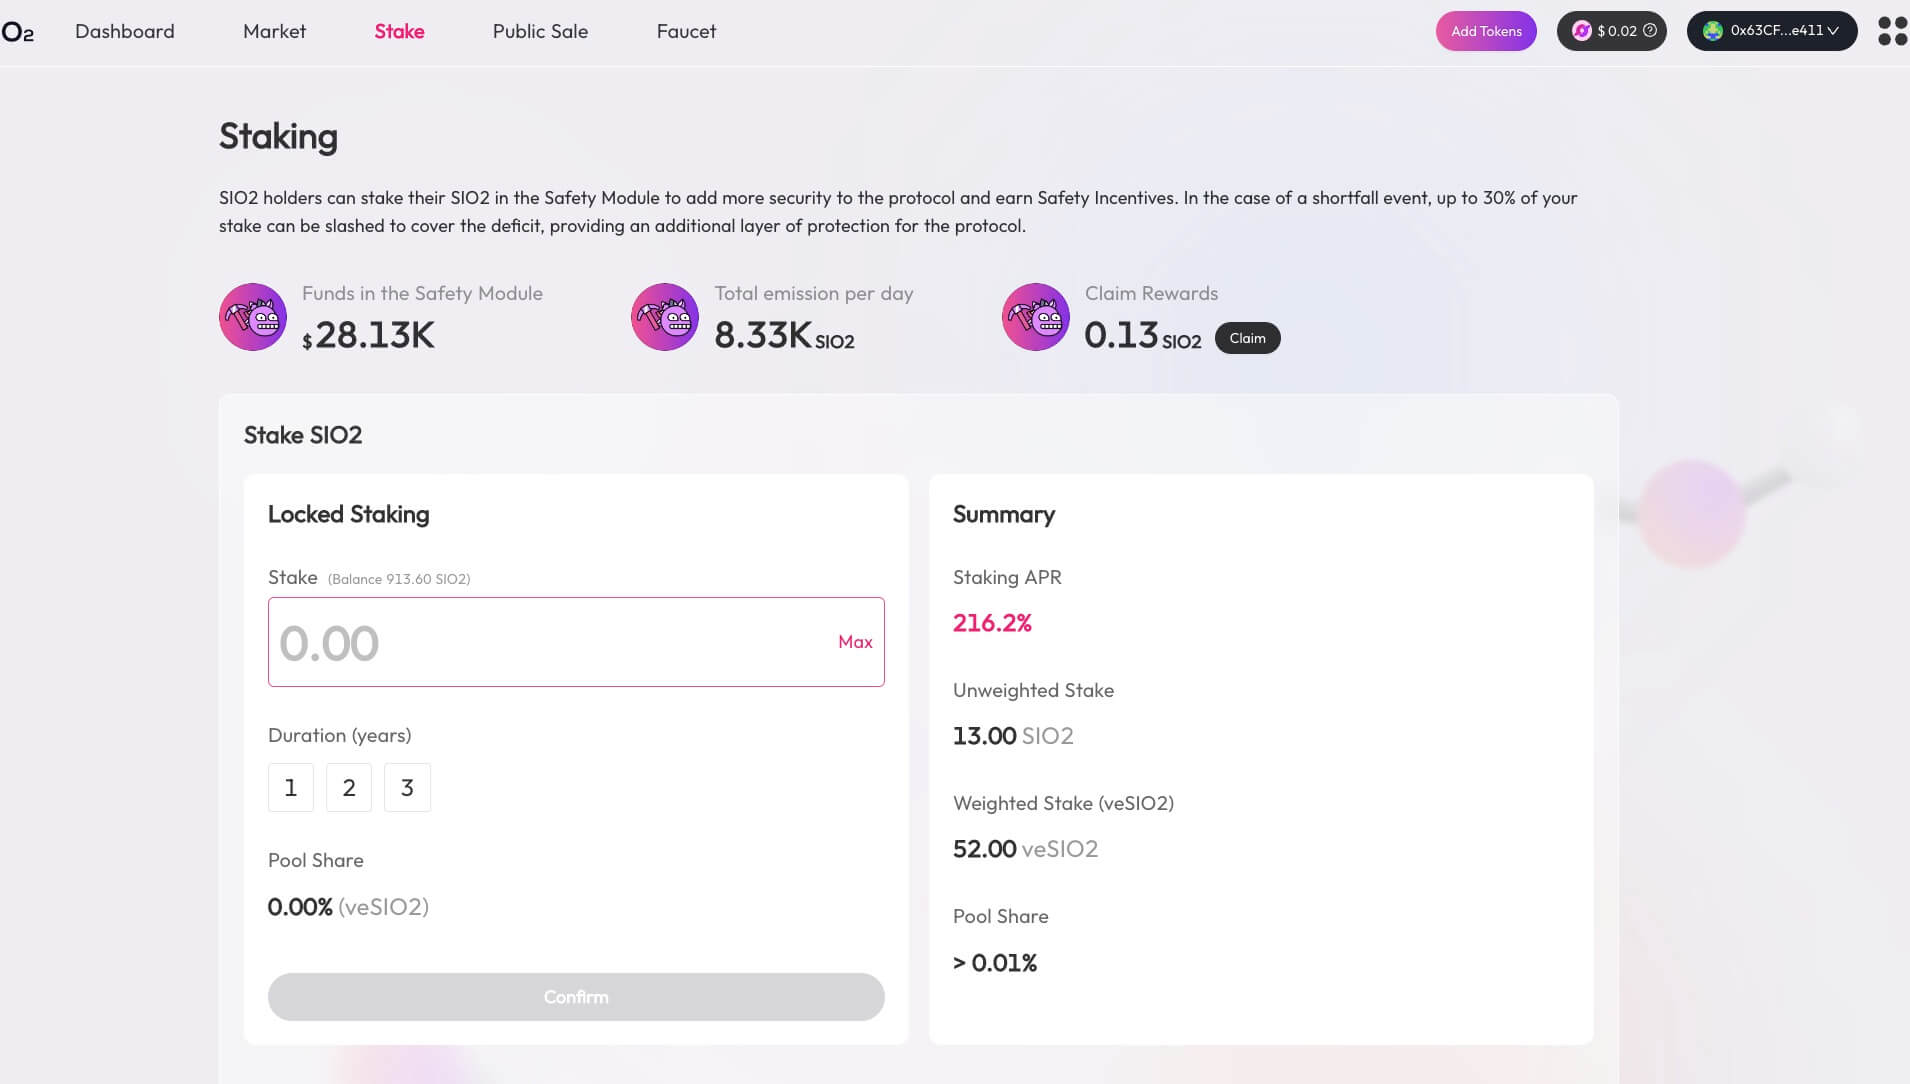 O2 Dashboard Market Stake Public Sale Faucet Add Tokens $ 0.02 ? 0x63CF...e411
Staking
SIO2 holders can stake their SIO2 in the Safety Module to add more security to the protocol and earn Safety Incentives. In the case of a shortfall event, up to 30% of your
stake can be slashed to cover the deficit, providing an additional layer of protection for the protocol.
Funds in the Safety Module
$ 28.13K
Total emission per day
8.33K SIO2
Claim Rewards
0.13 SIO2 Claim
Stake SIO2
Locked Staking
Stake (Balance 913.60 SIO2)
0.00 Max
Duration (years)
1 2 3
Pool Share
0.00% (veSIO2)
Confirm
Summary
Staking APR
216.2%
Unweighted Stake
13.00 SIO2
Weighted Stake (veSIO2)
52.00 veSIO2
Pool Share
> 0.01%